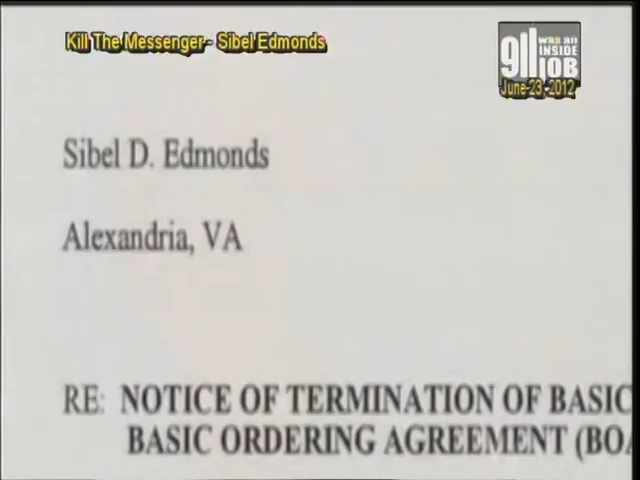 Kill The Messenger - Sibel Edmonds
911 was an
INSIDE
JOB
June-23, 2012
Sibel D. Edmonds
Alexandria, VA
RE: NOTICE OF TERMINATION OF BASIC
BASIC ORDERING AGREEMENT (BOA